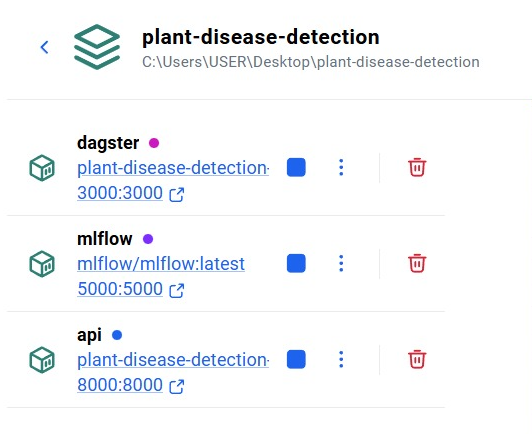 plant-disease-detection
C:\Users\USER\Desktop\plant-disease-detection
dagster
plant-disease-detection-
3000:3000
mlflow
mlflow/mlflow:latest
5000:5000
api
plant-disease-detection-
8000:8000